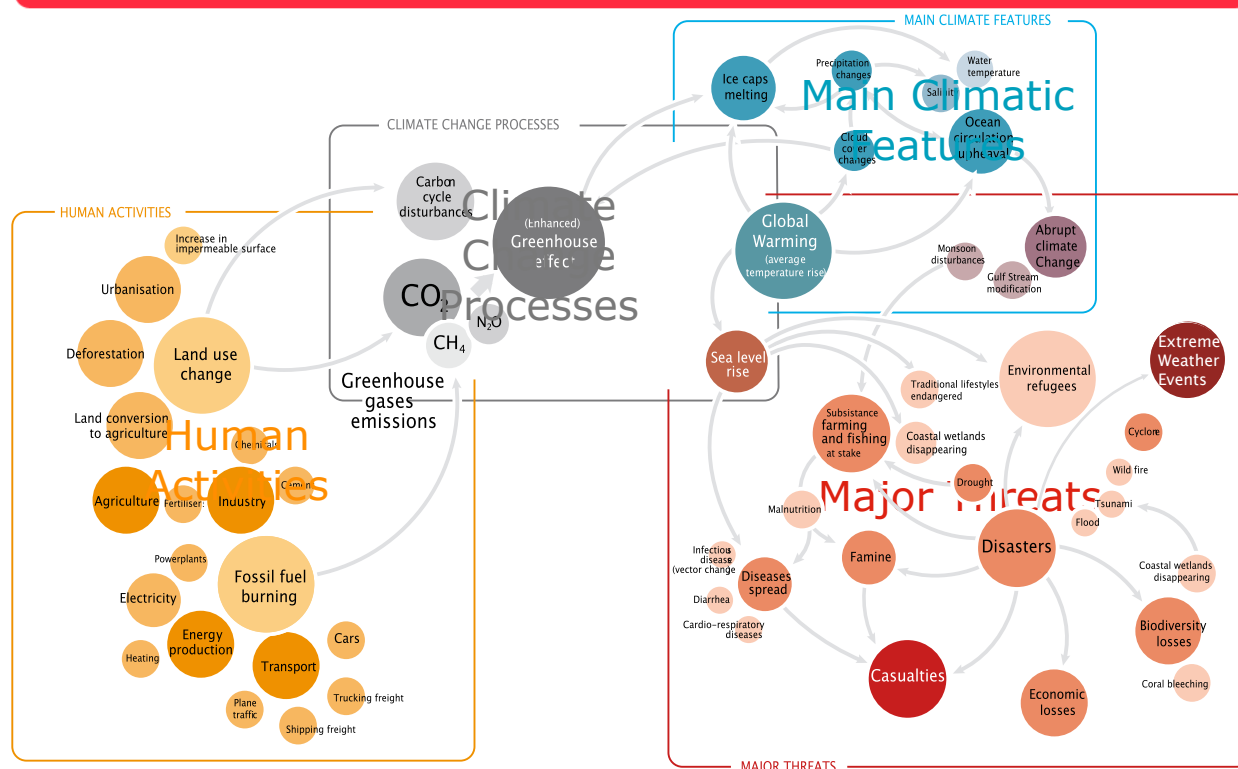 MAIN CLIMATE FEATURES
Ice caps
melting
Precipitation
changes
Water
temperature
Salinity
Main Climatic
Features
Cloud
cover
changes
Ocean
circulation
upheaval
CLIMATE CHANGE PROCESSES
Carbon
cycle
disturbances
Climate
Change
Processes
(Enhanced)
Greenhouse
effect
CO2
N2O
CH4
Greenhouse
gases
emissions
Global
Warming
(average
temperature rise)
Abrupt
climate
Change
Monsoon
disturbances
Gulf Stream
modification
HUMAN ACTIVITIES
Increase in
impermeable surface
Urbanisation
Deforestation
Land use
change
Land conversion
to agriculture
Human
Activities
Chemicals
Cement
Agriculture
Fertiliser
Industry
Powerplants
Fossil fuel
burning
Electricity
Energy
production
Heating
Transport
Cars
Trucking freight
Plane
traffic
Shipping freight
Sea level
rise
Environmental
refugees
Extreme
Weather
Events
Traditional lifestyles
endangered
Subsistance
farming
and fishing
at stake
Coastal wetlands
disappearing
Cyclone
Wild fire
Drought
Major Threats
Tsunami
Flood
Malnutrition
Disasters
Famine
Infectious
disease
(vector change
Diseases
spread
Diarrhea
Cardio-respiratory
diseases
Coastal wetlands
disappearing
Biodiversity
losses
Coral bleeching
Casualties
Economic
losses
MAJOR THREATS